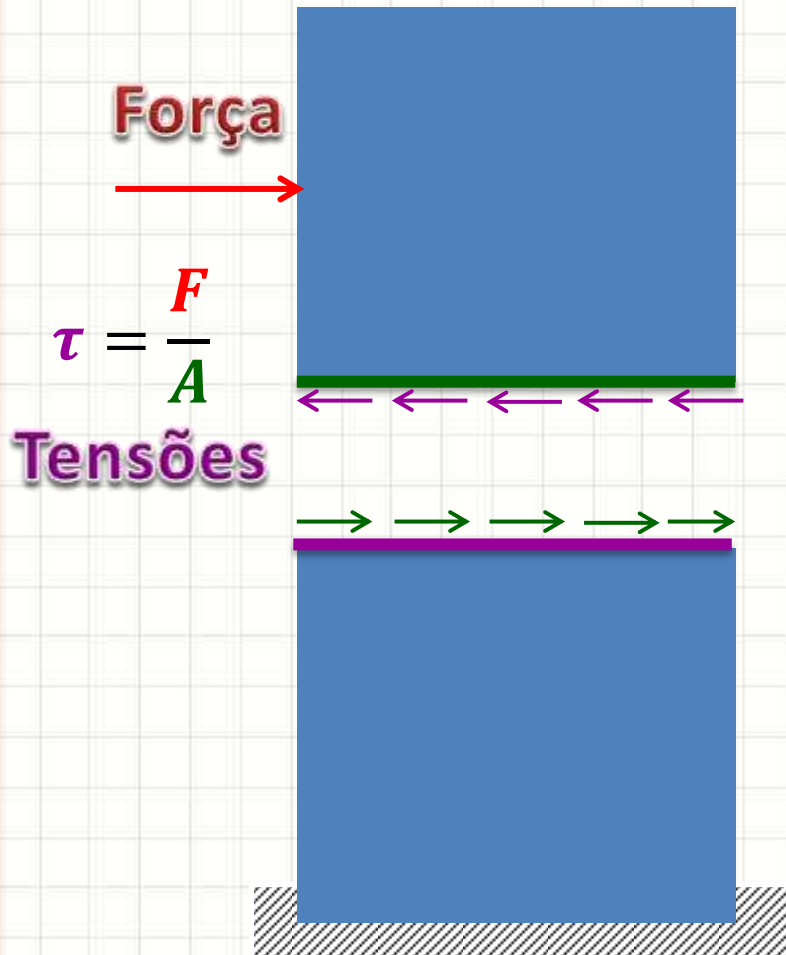 Força
τ = F/A
Tensões